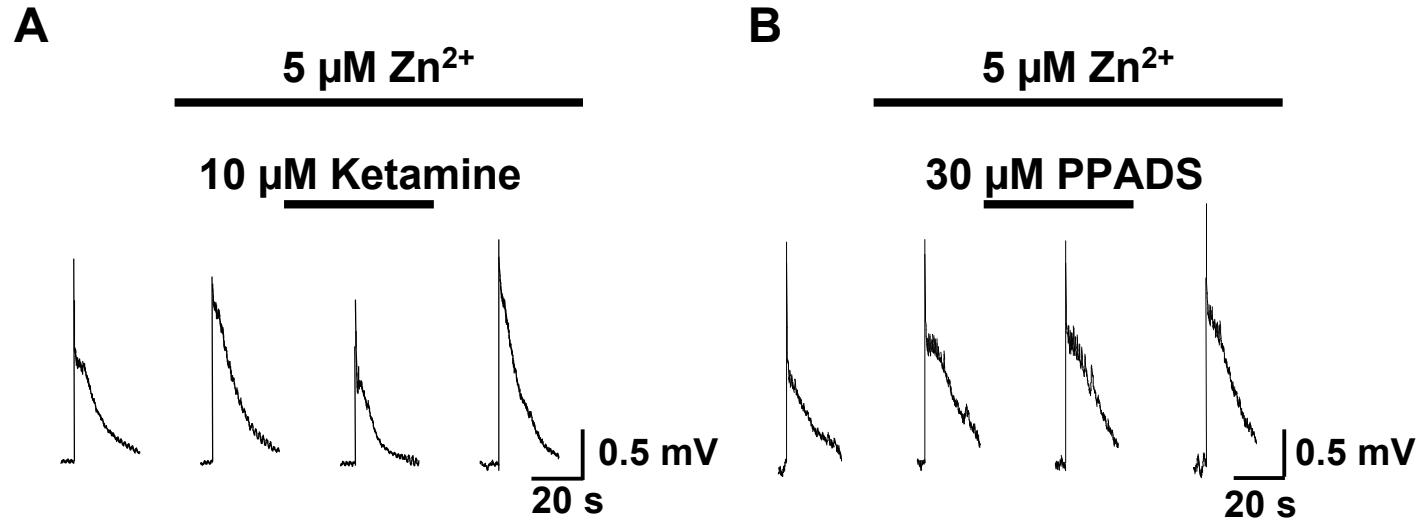 A
5 µM Zn²⁺
10 µM Ketamine
0.5 mV
20 s
B
5 µM Zn²⁺
30 µM PPADS
0.5 mV
20 s